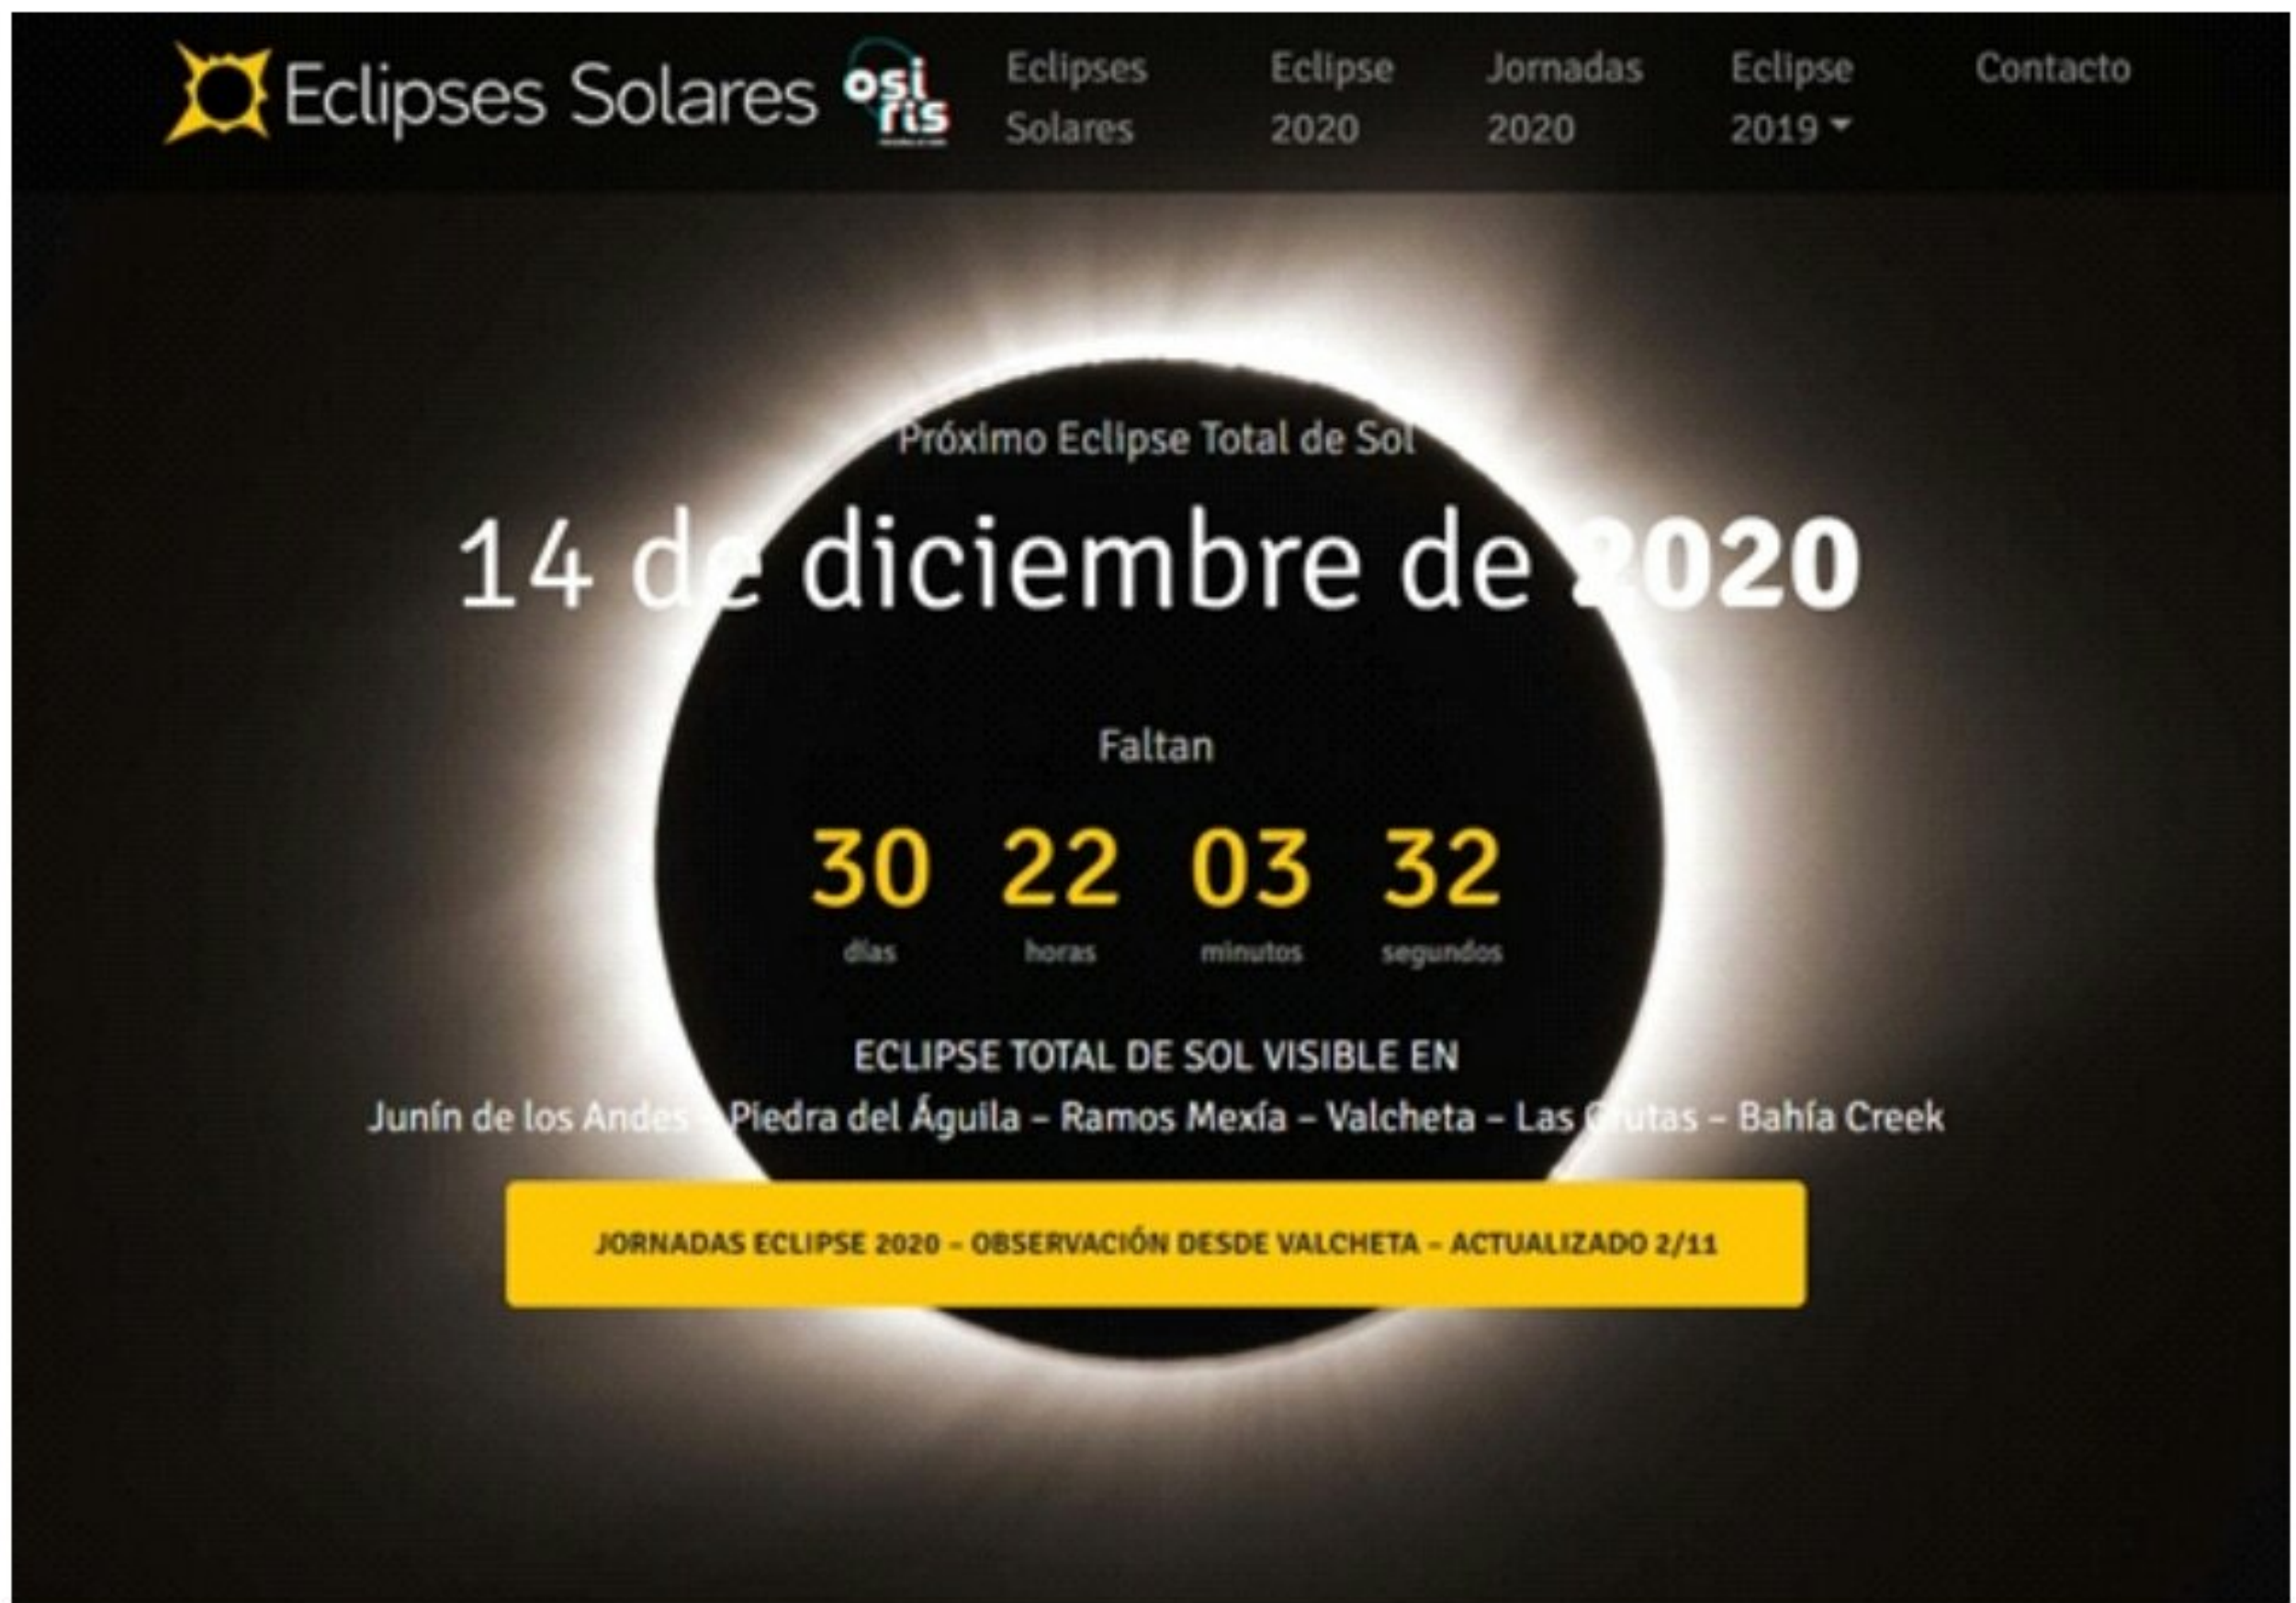 Eclipses Solares
osi
ris
Eclipses
Solares
Eclipse
2020
Jornadas
2020
Eclipse
2019
Contacto
Próximo Eclipse Total de Sol
14 de diciembre de 2020
Faltan
30 22 03 32
días horas minutos segundos
ECLIPSE TOTAL DE SOL VISIBLE EN
Junín de los Andes – Piedra del Águila – Ramos Mexía – Valcheta – Las Grutas – Bahía Creek
JORNADAS ECLIPSE 2020 – OBSERVACIÓN DESDE VALCHETA – ACTUALIZADO 2/11